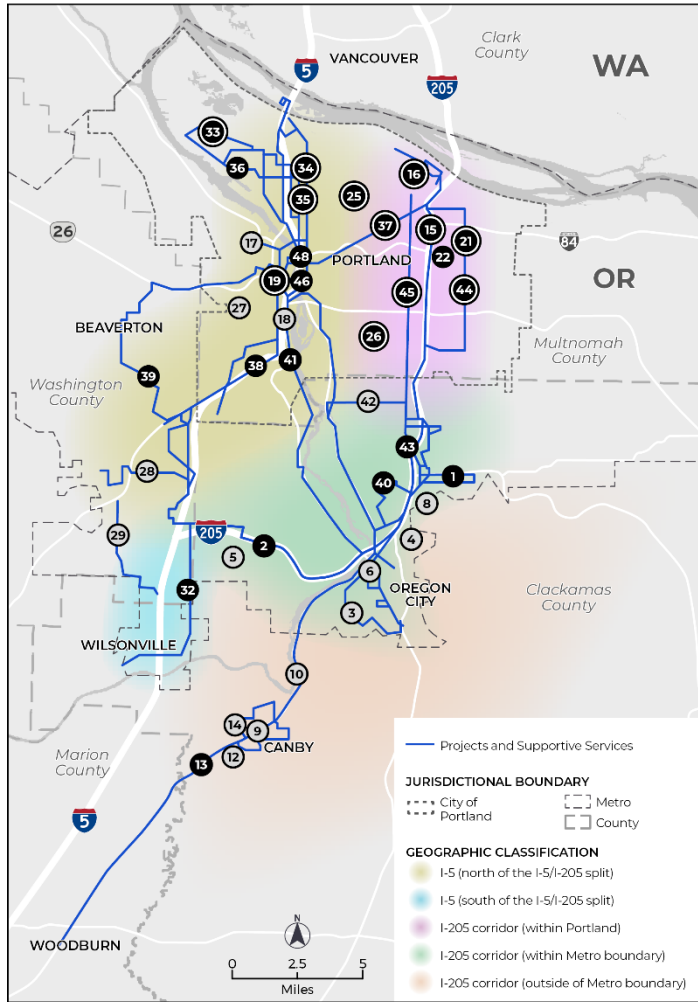 Clark
County
WA
5
VANCOUVER
205
33
36
34
35
25
16
37
15
21
22
26
17
48
PORTLAND
84
OR
19
46
45
44
27
18
26
BEAVERTON
Multnomah
County
Washington
County
39
38
41
42
43
28
40
1
8
29
205
2
5
4
6
OREGON
CITY
Clackamas
County
32
3
WILSONVILLE
10
14
9
CANBY
12
13
Marion
County
5
WOODBURN
N
0 2.5 5
Miles
Projects and Supportive Services
JURISDICTIONAL BOUNDARY
City of
Portland
Metro
County
GEOGRAPHIC CLASSIFICATION
I-5 (north of the I-5/I-205 split)
I-5 (south of the I-5/I-205 split)
I-205 corridor (within Portland)
I-205 corridor (within Metro boundary)
I-205 corridor (outside of Metro boundary)